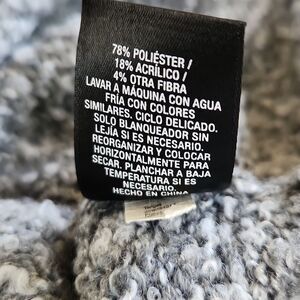 78% POLIÉSTER /
18% ACRÍLICO /
4% OTRA FIBRA
LAVAR A MÁQUINA CON AGUA
FRÍA CON COLORES
SIMILARES. CICLO DELICADO.
SOLO BLANQUEADOR SIN
LEJÍA SI ES NECESARIO.
REORGANIZAR Y COLOCAR
HORIZONTALMENTE PARA
SECAR. PLANCHAR A BAJA
TEMPERATURA SI ES
NECESARIO.
HECHO EN CHINA